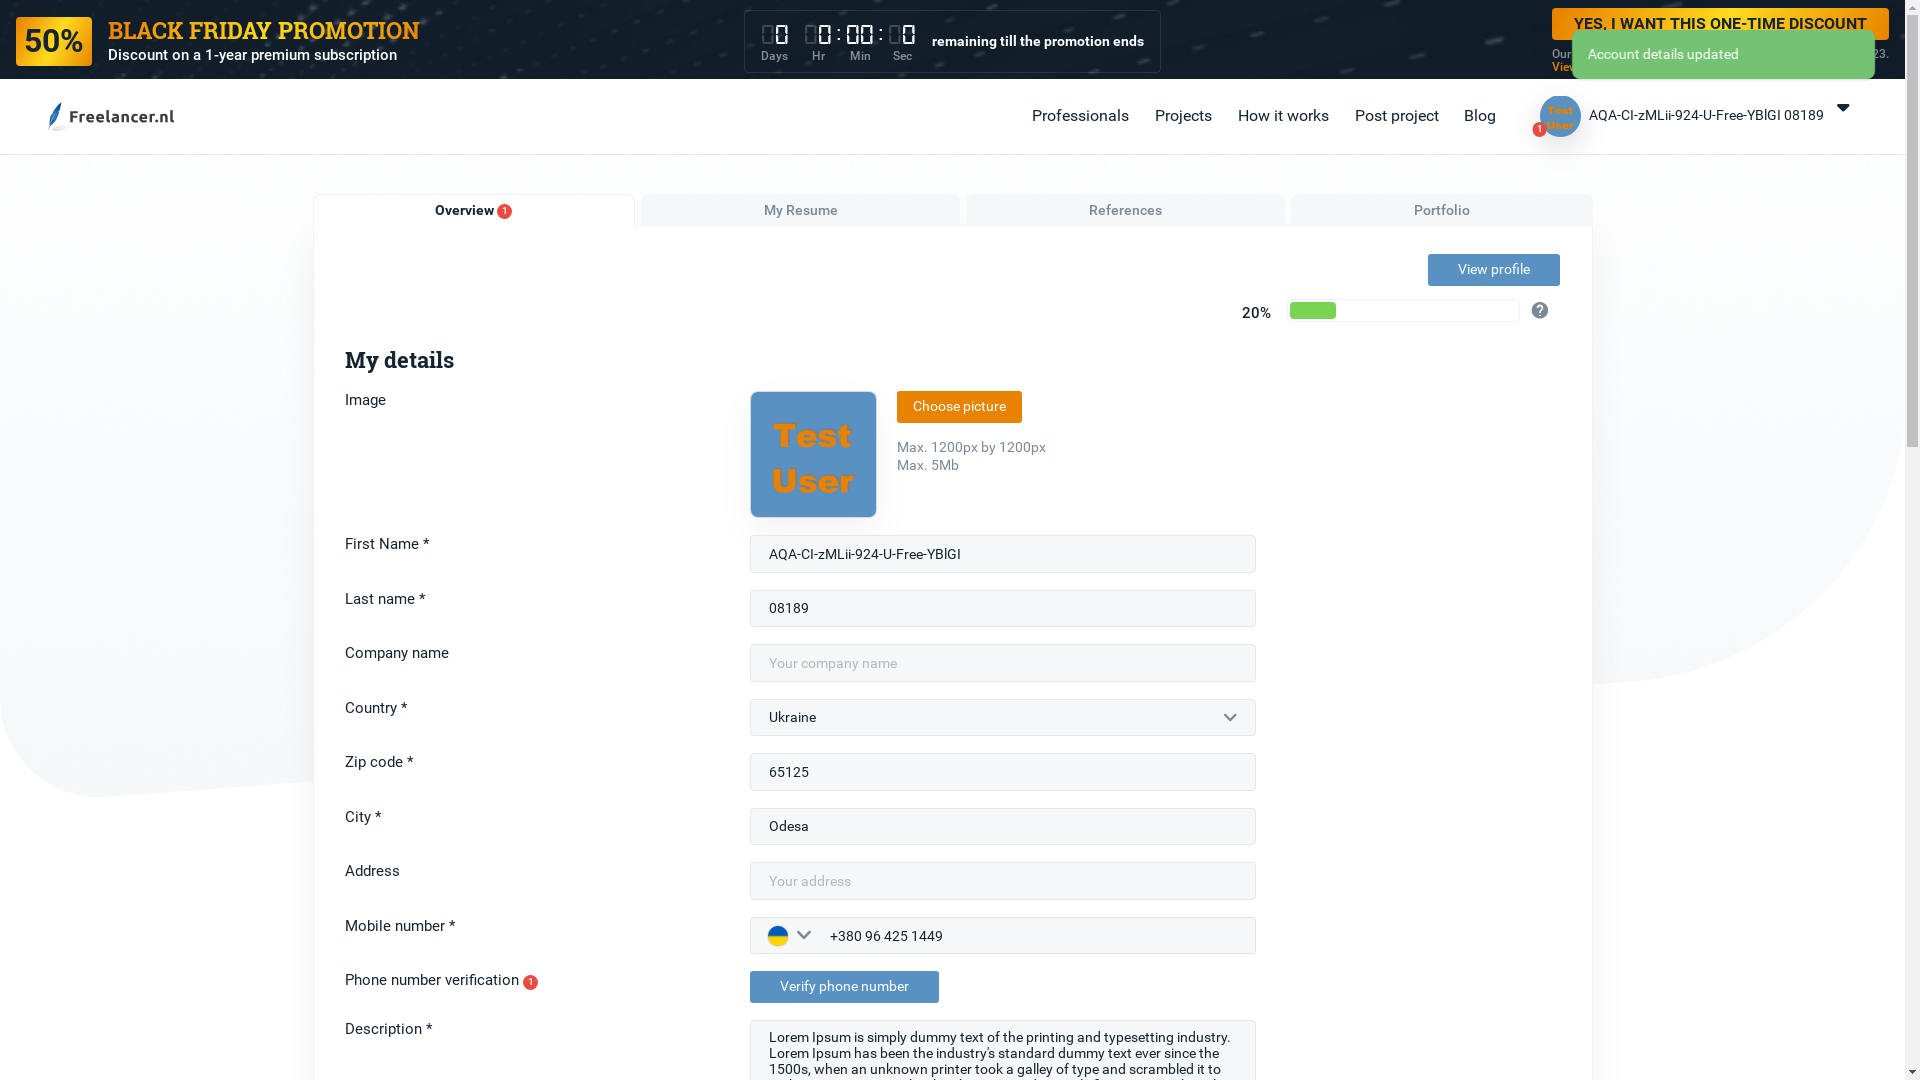 50%
BLACK FRIDAY PROMOTION
Discount on a 1-year premium subscription
0 0 : 00 : 0
Days Hr Min Sec
remaining till the promotion ends
YES, I WANT THIS ONE-TIME DISCOUNT
Our
23.
View
Account details updated
Freelancer.nl
Professionals
Projects
How it works
Post project
Blog
Test
User
1
AQA-CI-zMLii-924-U-Free-YBlGI 08189
Overview 1
My Resume
References
Portfolio
View profile
20%
?
My details
Image
Test
User
Choose picture
Max. 1200px by 1200px
Max. 5Mb
First Name *
AQA-CI-zMLii-924-U-Free-YBlGI
Last name *
08189
Company name
Your company name
Country *
Ukraine
Zip code *
65125
City *
Odesa
Address
Your address
Mobile number *
+380 96 425 1449
Phone number verification 1
Verify phone number
Description *
Lorem Ipsum is simply dummy text of the printing and typesetting industry.
Lorem Ipsum has been the industry's standard dummy text ever since the
1500s, when an unknown printer took a galley of type and scrambled it to